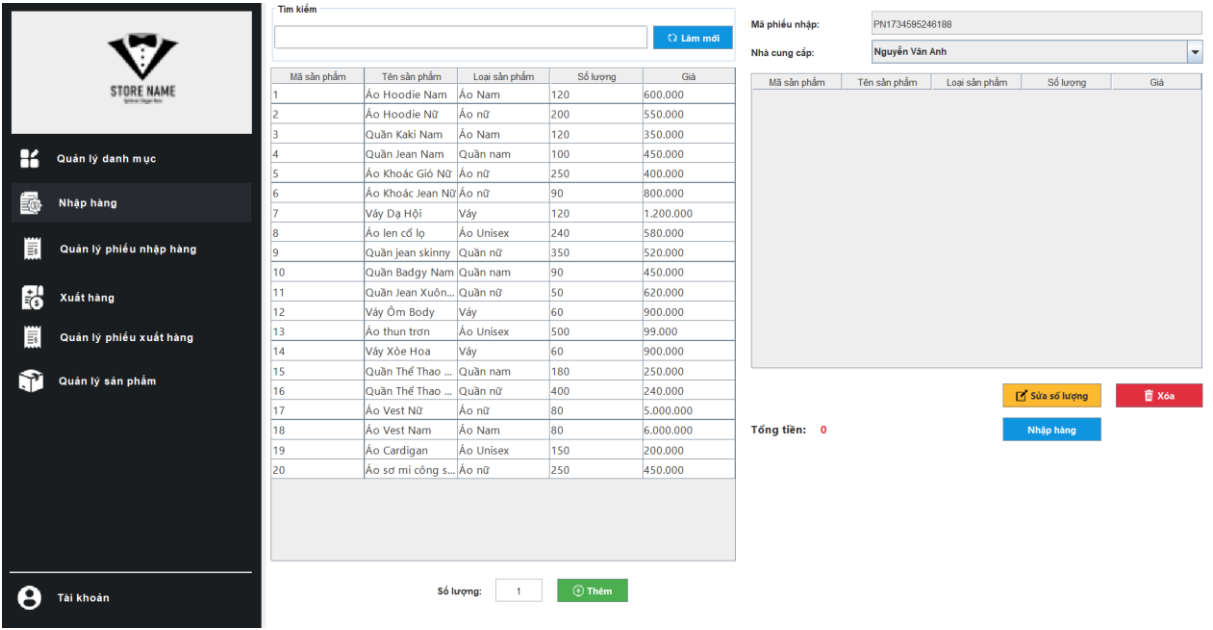 STORE NAME
Quản lý danh mục
Nhập hàng
Quản lý phiếu nhập hàng
Xuất hàng
Quản lý phiếu xuất hàng
Quản lý sản phẩm
Tài khoản
Tìm kiếm
Làm mới
Mã sản phẩm Tên sản phẩm Loại sản phẩm Số lượng Giá
1 Áo Hoodie Nam Áo Nam 120 600.000
2 Áo Hoodie Nữ Áo nữ 200 550.000
3 Quần Kaki Nam Áo Nam 120 350.000
4 Quần Jean Nam Quần nam 100 450.000
5 Áo Khoác Gió Nữ Áo nữ 250 400.000
6 Áo Khoác Jean Nữ Áo nữ 90 800.000
7 Váy Dạ Hội Váy 120 1.200.000
8 Áo len cổ lọ Áo Unisex 240 580.000
9 Quần jean skinny Quần nữ 350 520.000
10 Quần Badgy Nam Quần nam 90 450.000
11 Quần Jean Xuôn... Quần nữ 50 620.000
12 Váy Ôm Body Váy 60 900.000
13 Áo thun trơn Áo Unisex 500 99.000
14 Váy Xòe Hoa Váy 60 900.000
15 Quần Thể Thao ... Quần nam 180 250.000
16 Quần Thể Thao ... Quần nữ 400 240.000
17 Áo Vest Nữ Áo nữ 80 5.000.000
18 Áo Vest Nam Áo Nam 80 6.000.000
19 Áo Cardigan Áo Unisex 150 200.000
20 Áo sơ mi công s... Áo nữ 250 450.000
Số lượng: 1 Thêm
Mã phiếu nhập: PN1734595246188
Nhà cung cấp: Nguyễn Vân Anh
Mã sản phẩm Tên sản phẩm Loại sản phẩm Số lượng Giá
Sửa số lượng Xóa
Tổng tiền: 0 Nhập hàng